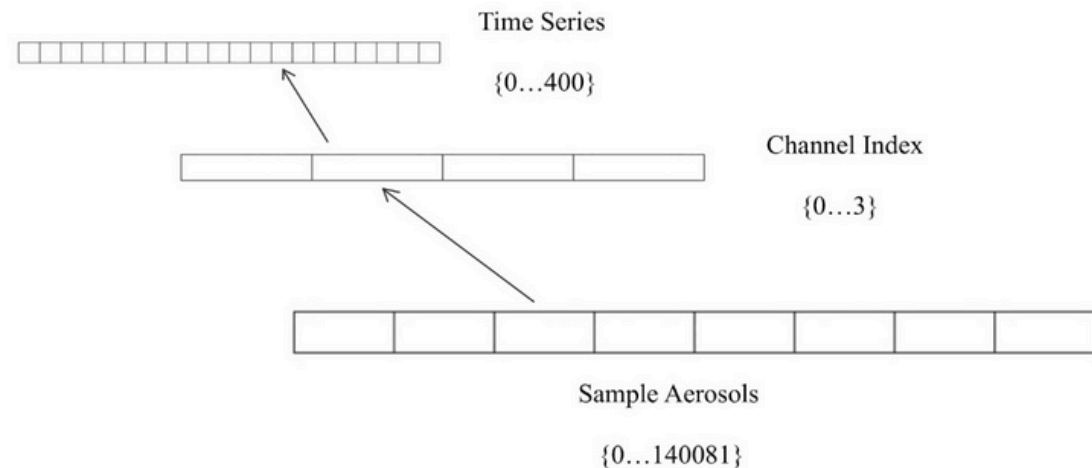 Time Series
{0…400}
Channel Index
{0…3}
Sample Aerosols
{0…140081}